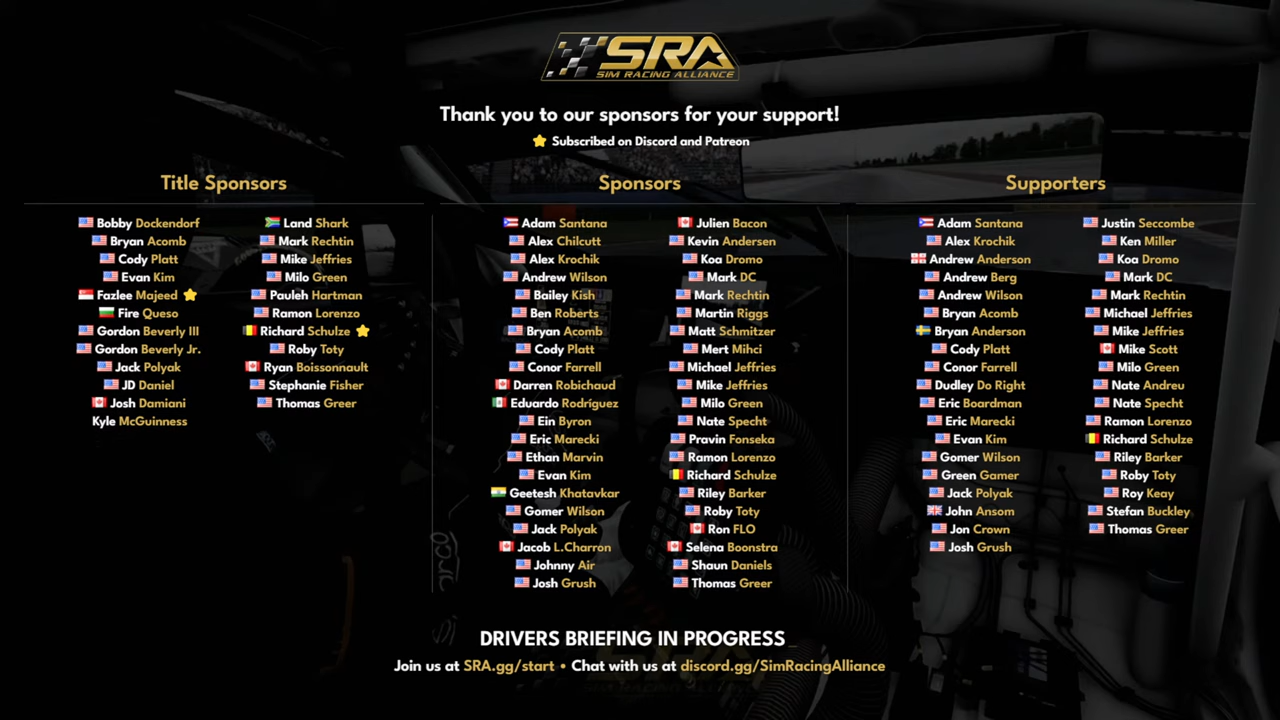 SRA
SIM RACING ALLIANCE
Thank you to our sponsors for your support!
Subscribed on Discord and Patreon
Title Sponsors
Bobby Dockendorf
Bryan Acomb
Cody Platt
Evan Kim
Fazlee Majeed
Fire Queso
Gordon Beverly III
Gordon Beverly Jr.
Jack Polyak
JD Daniel
Josh Damiani
Kyle McGuinness
Land Shark
Mark Rechtin
Mike Jeffries
Milo Green
Pauleh Hartman
Ramon Lorenzo
Richard Schulze
Roby Toty
Ryan Boissonnault
Stephanie Fisher
Thomas Greer
Sponsors
Adam Santana
Alex Chilcutt
Alex Krochik
Andrew Wilson
Bailey Kish
Ben Roberts
Bryan Acomb
Cody Platt
Conor Farrell
Darren Robichaud
Eduardo Rodríguez
Ein Byron
Eric Marecki
Ethan Marvin
Evan Kim
Geetesh Khatavkar
Gomer Wilson
Jack Polyak
Jacob L.Charron
Johnny Air
Josh Grush
Julien Bacon
Kevin Andersen
Koa Dromo
Mark DC
Mark Rechtin
Martin Riggs
Matt Schmitzer
Mert Mihci
Michael Jeffries
Mike Jeffries
Milo Green
Nate Specht
Pravin Fonseka
Ramon Lorenzo
Richard Schulze
Riley Barker
Roby Toty
Ron FLO
Selena Boonstra
Shaun Daniels
Thomas Greer
Supporters
Adam Santana
Alex Krochik
Andrew Anderson
Andrew Berg
Andrew Wilson
Bryan Acomb
Bryan Anderson
Cody Platt
Conor Farrell
Dudley Do Right
Eric Boardman
Eric Marecki
Evan Kim
Gomer Wilson
Green Gamer
Jack Polyak
John Ansom
Jon Crown
Josh Grush
Justin Seccombe
Ken Miller
Koa Dromo
Mark DC
Mark Rechtin
Michael Jeffries
Mike Jeffries
Mike Scott
Milo Green
Nate Andreu
Nate Specht
Ramon Lorenzo
Richard Schulze
Riley Barker
Roby Toty
Roy Keay
Stefan Buckley
Thomas Greer
DRIVERS BRIEFING IN PROGRESS_
Join us at SRA.gg/start • Chat with us at discord.gg/SimRacingAlliance